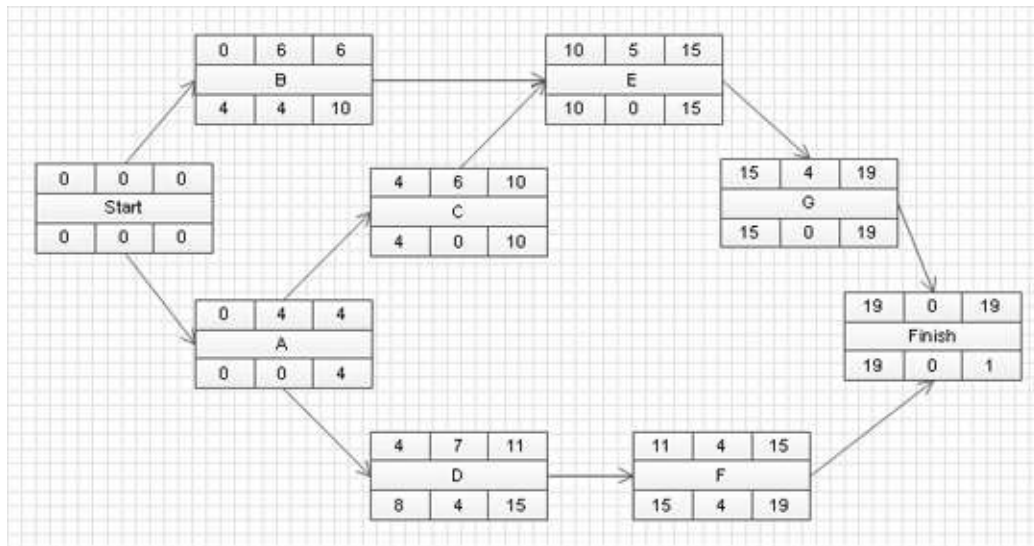 0 6 6
B
4 4 10
10 5 15
E
10 0 15
0 0 0
Start
0 0 0
4 6 10
C
4 0 10
15 4 19
G
15 0 19
0 4 4
A
0 0 4
19 0 19
Finish
19 0 1
4 7 11
D
8 4 15
11 4 15
F
15 4 19